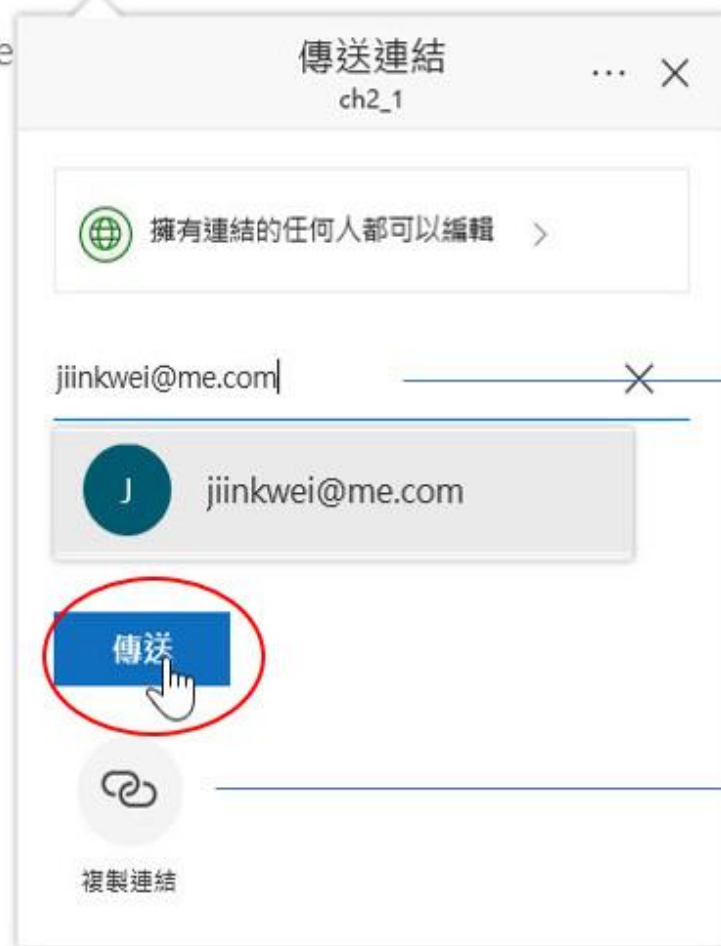 e
傳送連結
ch2_1
擁有連結的任何人都可以編輯
jiinkwei@me.com
J
jiinkwei@me.com
傳送
複製連結